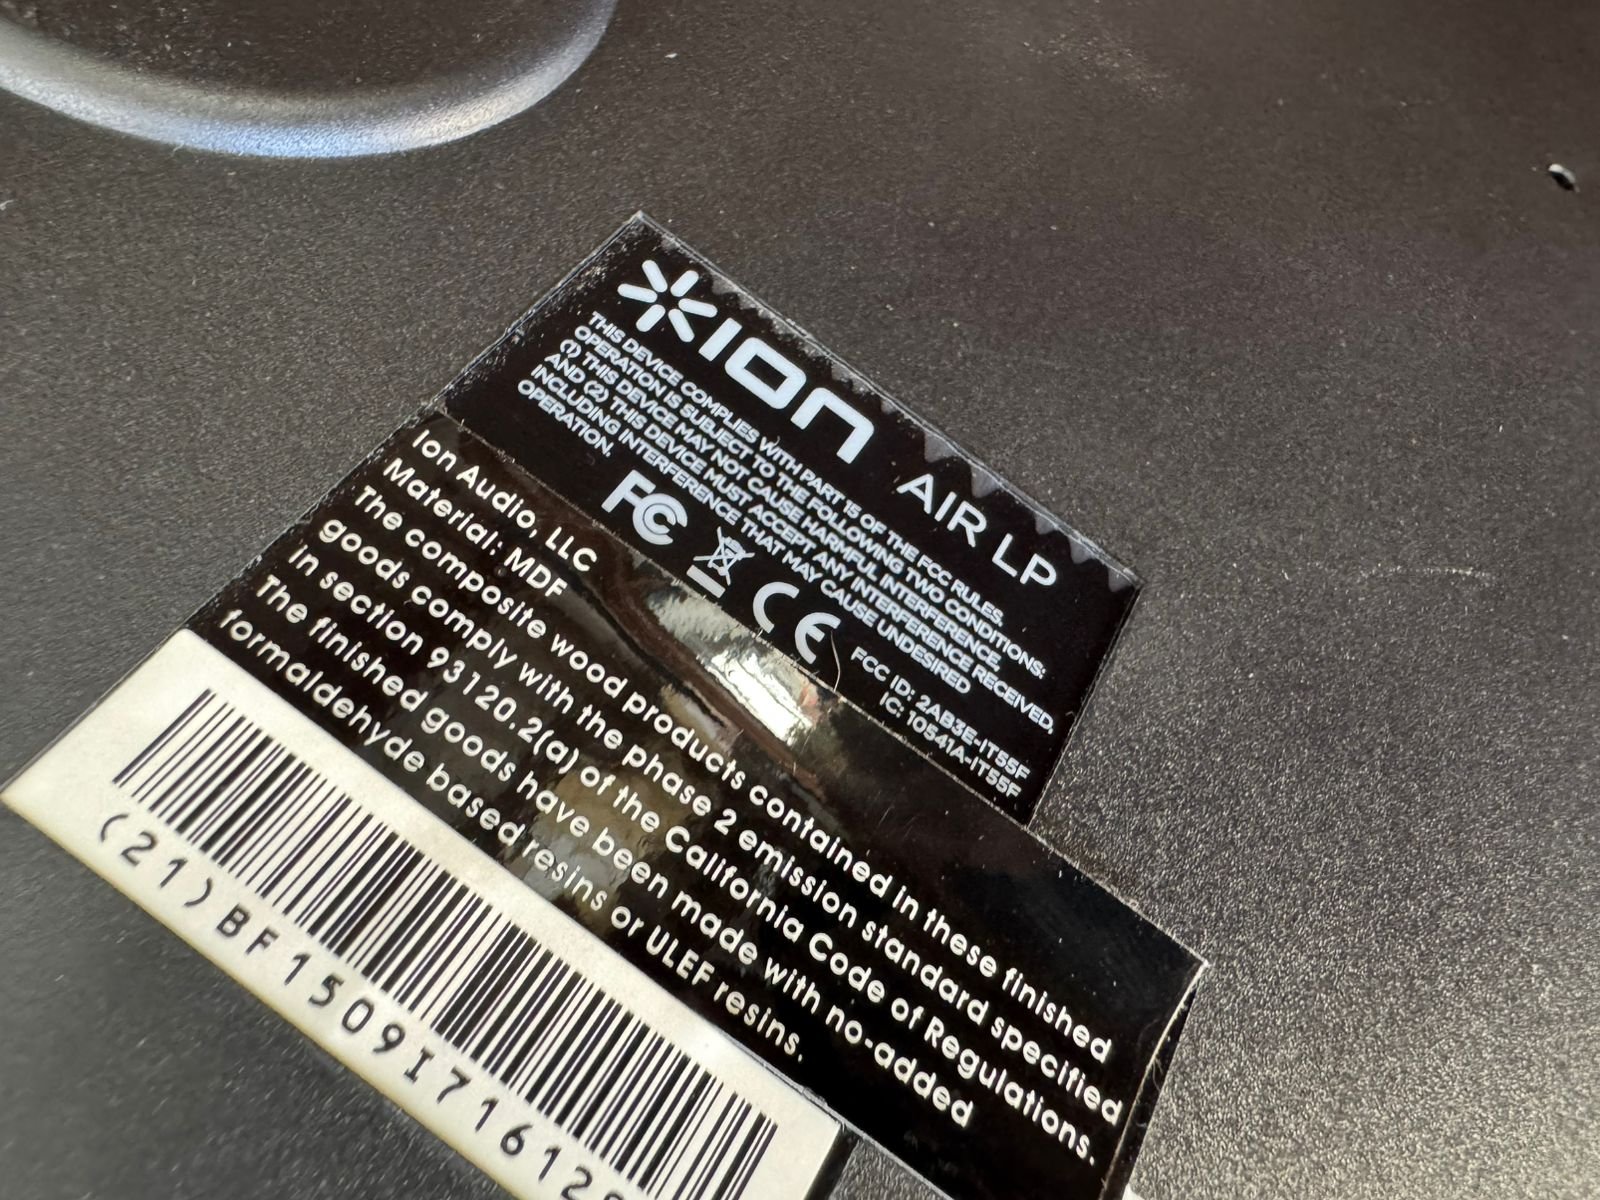 ION AIR LP
THIS DEVICE COMPLIES WITH PART 15 OF THE FCC RULES.
OPERATION IS SUBJECT TO THE FOLLOWING TWO CONDITIONS:
(1) THIS DEVICE MAY NOT CAUSE HARMFUL INTERFERENCE,
AND (2) THIS DEVICE MUST ACCEPT ANY INTERFERENCE RECEIVED,
INCLUDING INTERFERENCE THAT MAY CAUSE UNDESIRED
OPERATION.
FC CE
FCC ID: 2AB3E-IT55F
IC: 10541A-IT55F
Ion Audio, LLC
Material: MDF
The composite wood products contained in these finished
goods comply with the phase 2 emission standard specified
in section 93120.2(a) of the California Code of Regulations.
The finished goods have been made with no-added
formaldehyde based resins or ULEF resins.
(21)BF1509I71612